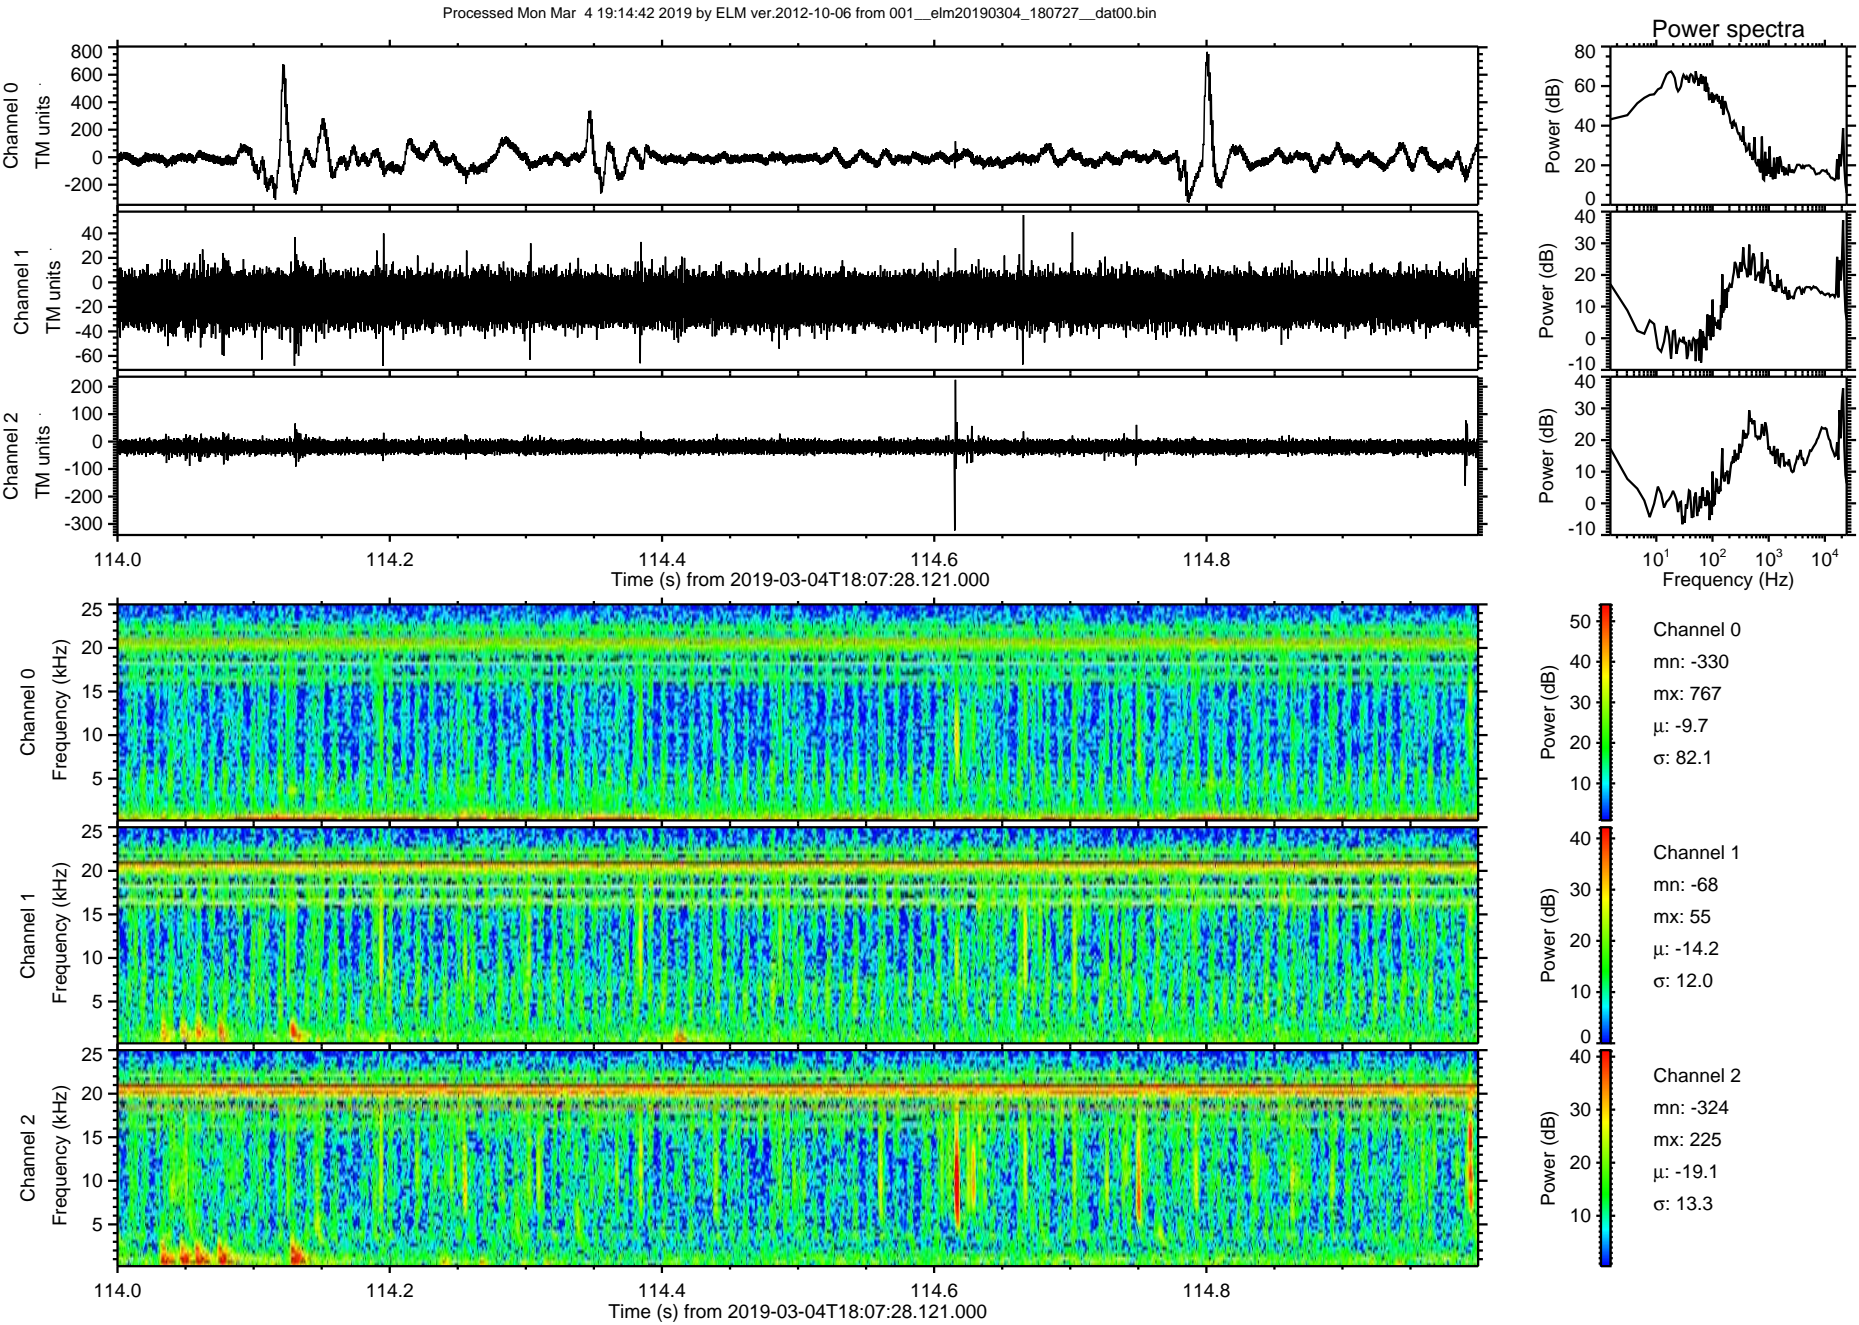 Processed Mon Mar  4 19:14:42 2019 by ELM ver.2012-10-06 from 001__elm20190304_180727__dat00.bin
Power spectra
Channel 0
TM units
800
600
400
200
0
-200
Power (dB)
80
60
40
20
0
Channel 1
TM units
40
20
0
-20
-40
-60
Power (dB)
40
30
20
10
0
-10
Channel 2
TM units
200
100
0
-100
-200
-300
Power (dB)
40
30
20
10
0
-10
114.0 114.2 114.4 114.6 114.8
Time (s) from 2019-03-04T18:07:28.121.000
10^1 10^2 10^3 10^4
Frequency (Hz)
Channel 0
Frequency (kHz)
25
20
15
10
5
Power (dB)
50
40
30
20
10
Channel 0
mn: -330
mx: 767
µ: -9.7
σ: 82.1
Channel 1
Frequency (kHz)
25
20
15
10
5
Power (dB)
40
30
20
10
0
Channel 1
mn: -68
mx: 55
µ: -14.2
σ: 12.0
Channel 2
Frequency (kHz)
25
20
15
10
5
Power (dB)
40
30
20
10
Channel 2
mn: -324
mx: 225
µ: -19.1
σ: 13.3
114.0 114.2 114.4 114.6 114.8
Time (s) from 2019-03-04T18:07:28.121.000